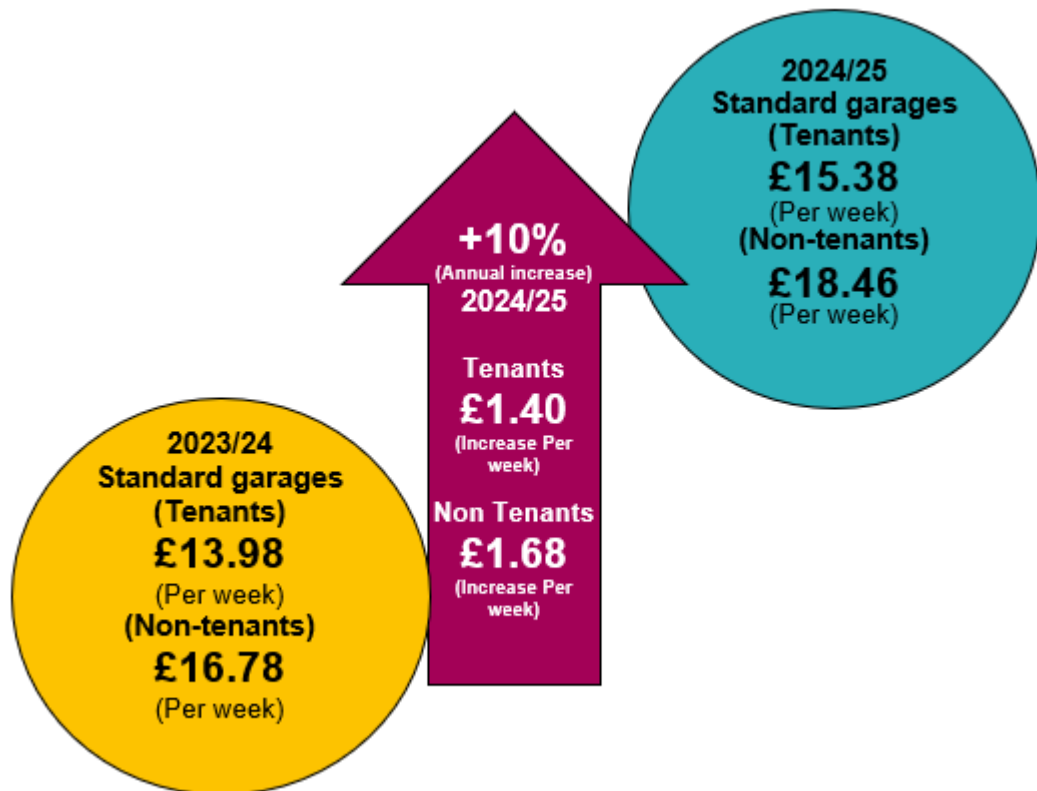 2023/24
Standard garages
(Tenants)
£13.98
(Per week)
(Non-tenants)
£16.78
(Per week)
+10%
(Annual increase)
2024/25
Tenants
£1.40
(Increase Per
week)
Non Tenants
£1.68
(Increase Per
week)
2024/25
Standard garages
(Tenants)
£15.38
(Per week)
(Non-tenants)
£18.46
(Per week)